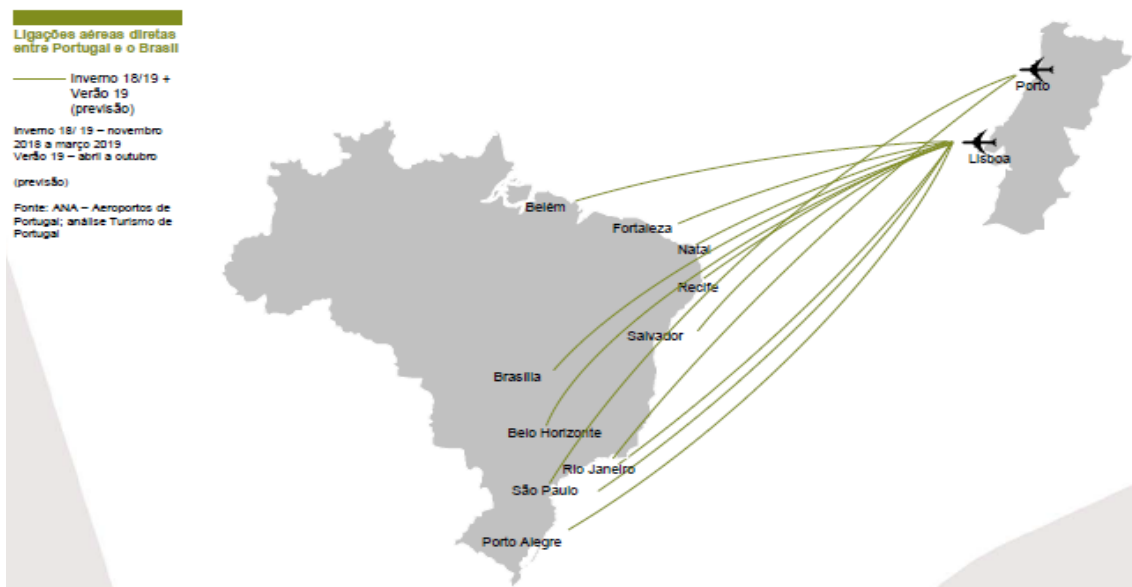 Ligações aéreas diretas
entre Portugal e o Brasil
Inverno 18/19 +
Verão 19
(previsão)
Inverno 18/ 19 – novembro
2018 a março 2019
Verão 19 – abril a outubro
(previsão)
Fonte: ANA – Aeroportos de
Portugal; análise Turismo de
Portugal
Porto
Lisboa
Belém
Fortaleza
Natal
Recife
Salvador
Brasília
Belo Horizonte
Rio Janeiro
São Paulo
Porto Alegre